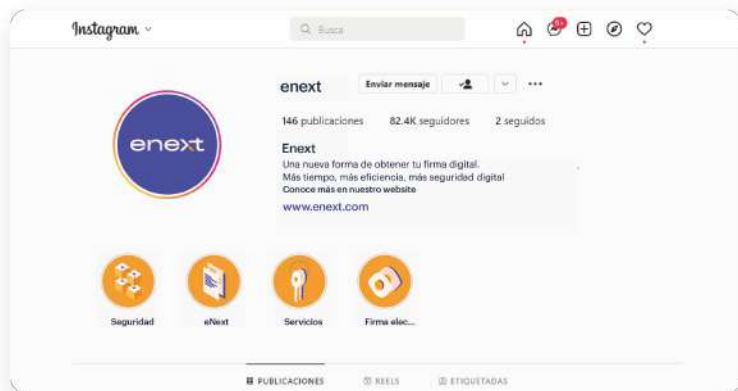 Instagram
Busca
9+
enext
Enviar mensaje
146 publicaciones 82.4K seguidores 2 seguidos
enext
Enext
Una nueva forma de obtener tu firma digital.
Más tiempo, más eficiencia, más seguridad digital
Conoce más en nuestro website
www.enext.com
Seguridad eNext Servicios Firma elec...
PUBLICACIONES REELS ETIQUETADAS